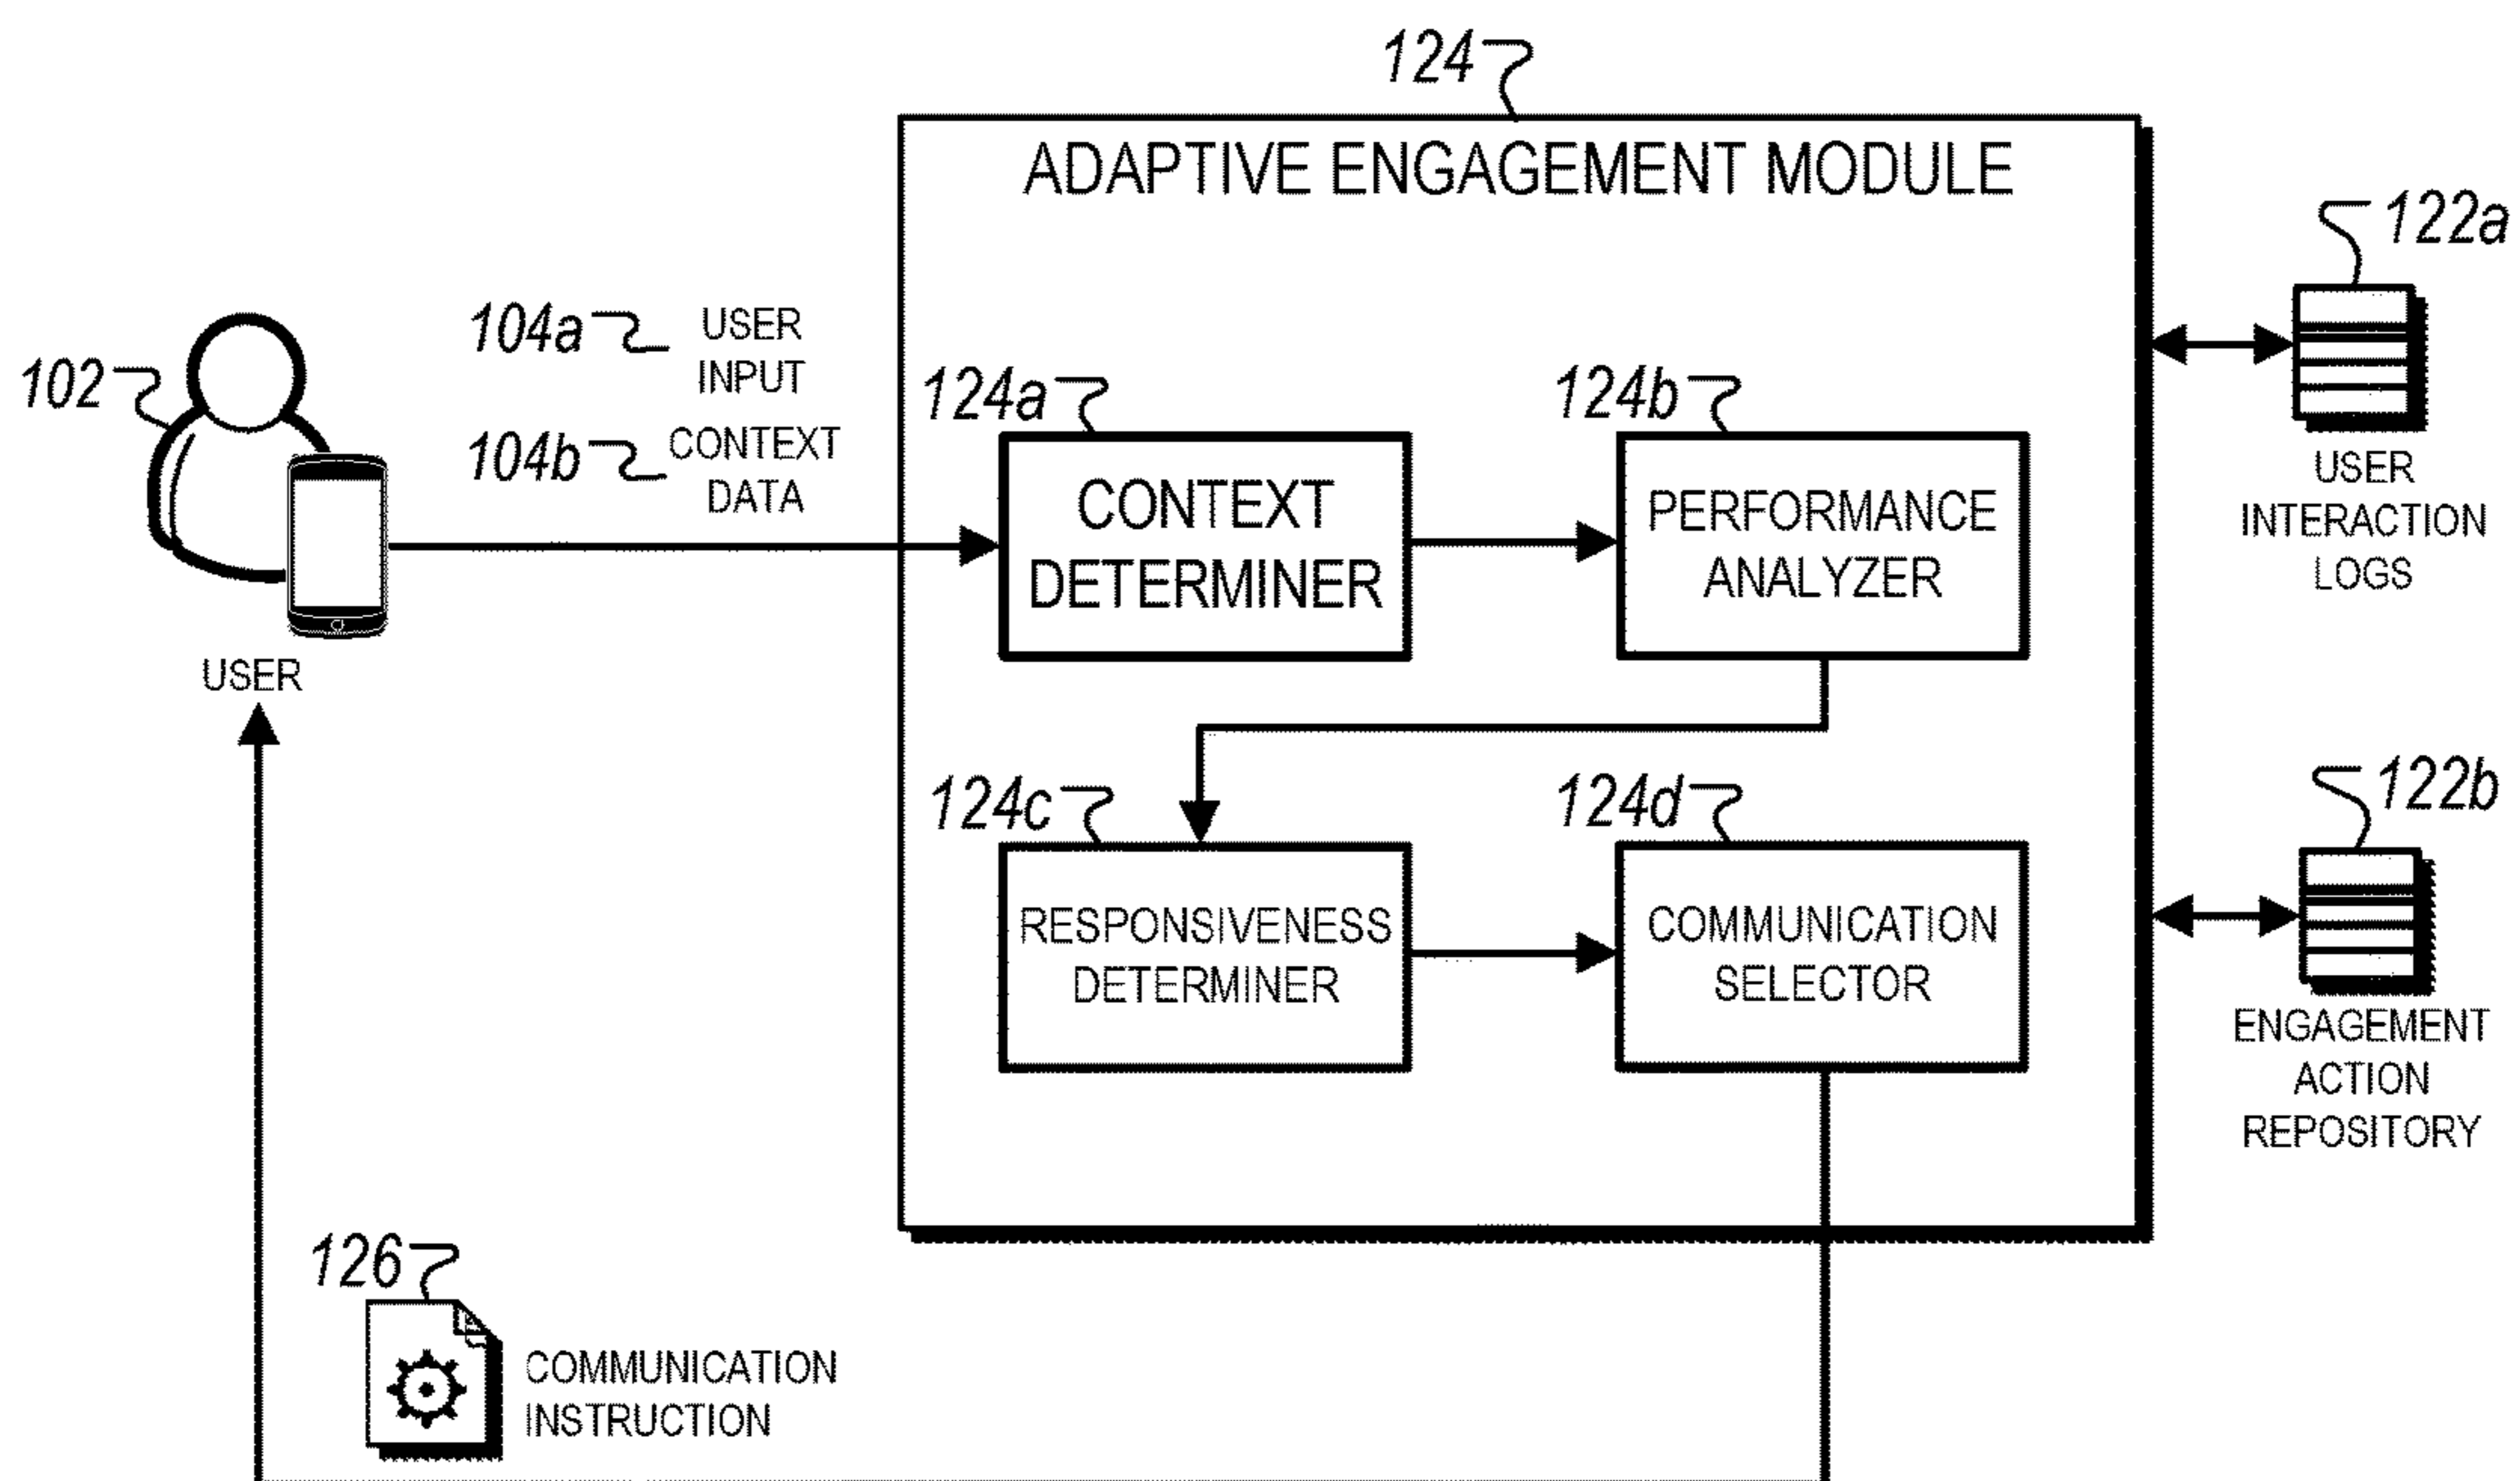 124
ADAPTIVE ENGAGEMENT MODULE
122a
USER
INTERACTION
LOGS
102
USER
104a
USER
INPUT
104b
CONTEXT
DATA
124a
CONTEXT
DETERMINER
124b
PERFORMANCE
ANALYZER
124c
RESPONSIVENESS
DETERMINER
124d
COMMUNICATION
SELECTOR
122b
ENGAGEMENT
ACTION
REPOSITORY
126
COMMUNICATION
INSTRUCTION